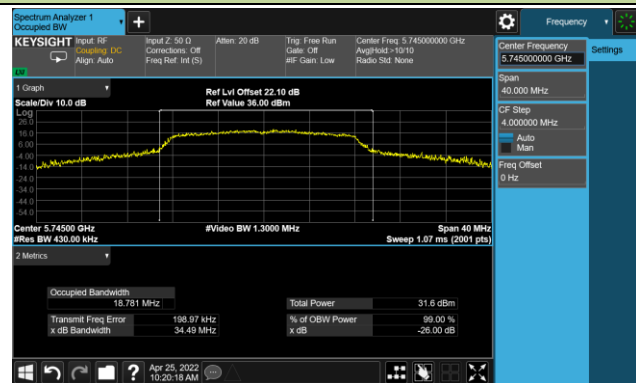 Spectrum Analyzer 1
Occupied BW
+
Frequency
KEYSIGHT
Input: RF
Coupling: DC
Align: Auto
Input Z: 50 Ω
Corrections: Off
Freq Ref: Int (S)
Atten: 20 dB
Trig: Free Run
Gate: Off
#IF Gain: Low
Center Freq: 5.745000000 GHz
Avg|Hold:>10/10
Radio Std: None
Center Frequency
5.745000000 GHz
Settings
Span
40.000 MHz
CF Step
4.000000 MHz
Auto
Man
Freq Offset
0 Hz
1 Graph
Scale/Div 10.0 dB
Ref Lvl Offset 22.10 dB
Ref Value 36.00 dBm
Log
26.0
16.0
6.00
-4.00
-14.0
-24.0
-34.0
-44.0
-54.0
Center 5.74500 GHz
#Video BW 1.3000 MHz
Span 40 MHz
#Res BW 430.00 kHz
Sweep 1.07 ms (2001 pts)
2 Metrics
Occupied Bandwidth
18.781 MHz
Total Power 31.6 dBm
Transmit Freq Error 198.97 kHz
% of OBW Power 99.00 %
x dB Bandwidth 34.49 MHz
x dB -26.00 dB
?
Apr 25, 2022
10:20:18 AM